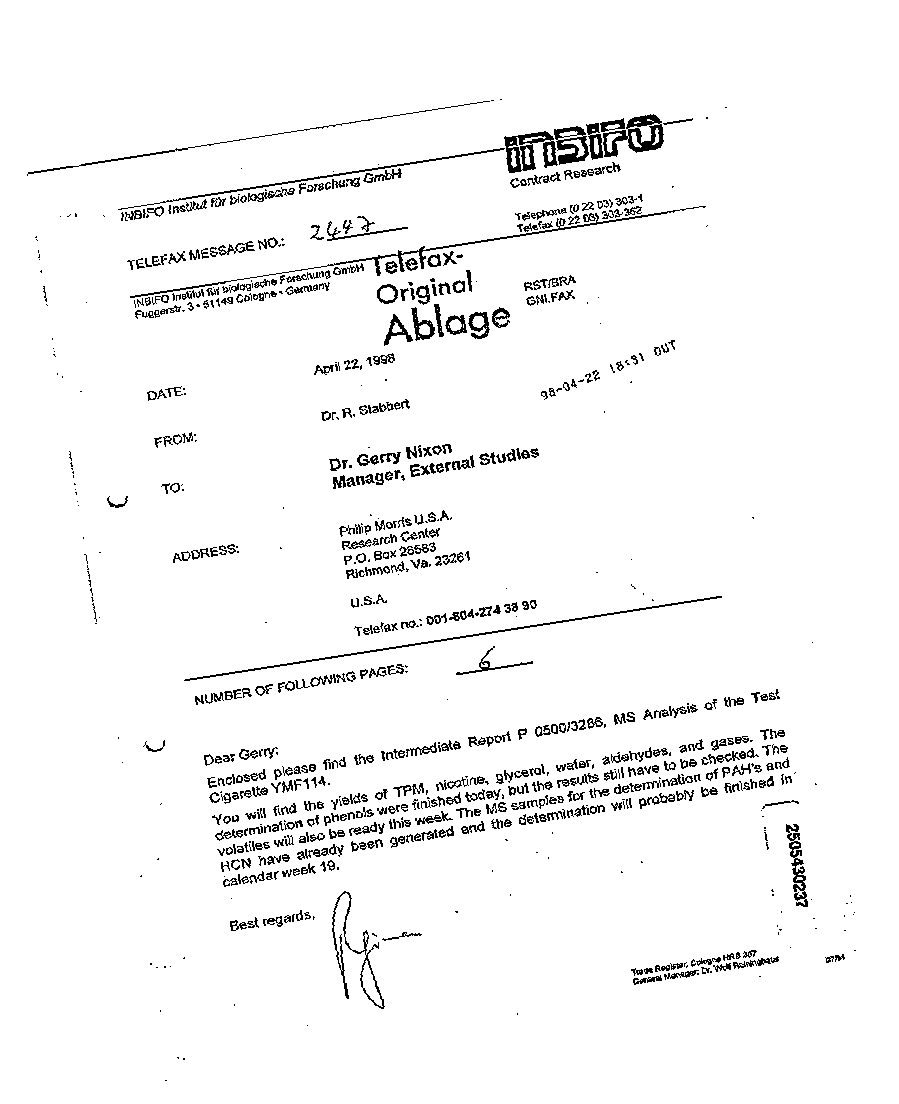 INBIFO
Contract Research
INBIFO Institut für biologische Forschung GmbH
Telephone (0 22 03) 303-1
Telefax (0 22 03) 303-362
TELEFAX MESSAGE NO.: 2447
INBIFO Institut für biologische Forschung GmbH
Fuggerstr. 3 • 51149 Cologne • Germany
Telefax-
Original
Ablage
RST/BRA
GNI.FAX
DATE: April 22, 1998
98-04-22 18:31 OUT
FROM: Dr. R. Stabbert
TO: Dr. Gerry Nixon
Manager, External Studies
ADDRESS: Philip Morris U.S.A.
Research Center
P.O. Box 26583
Richmond, Va. 23261
U.S.A.
Telefax no.: 001-804-274 38 90
NUMBER OF FOLLOWING PAGES: 6
Dear Gerry:
Enclosed please find the Intermediate Report P 0500/3286, MS Analysis of the Test
Cigarette YMF114.
You will find the yields of TPM, nicotine, glycerol, water, aldehydes, and gases. The
determination of phenols were finished today, but the results still have to be checked. The
volatiles will also be ready this week. The MS samples for the determination of PAH's and
HCN have already been generated and the determination will probably be finished in
calendar week 19.
Best regards,
2505430237
Trade Register, Cologne HRB 367
General Manager: Dr. Wolf Reininghaus
07/94